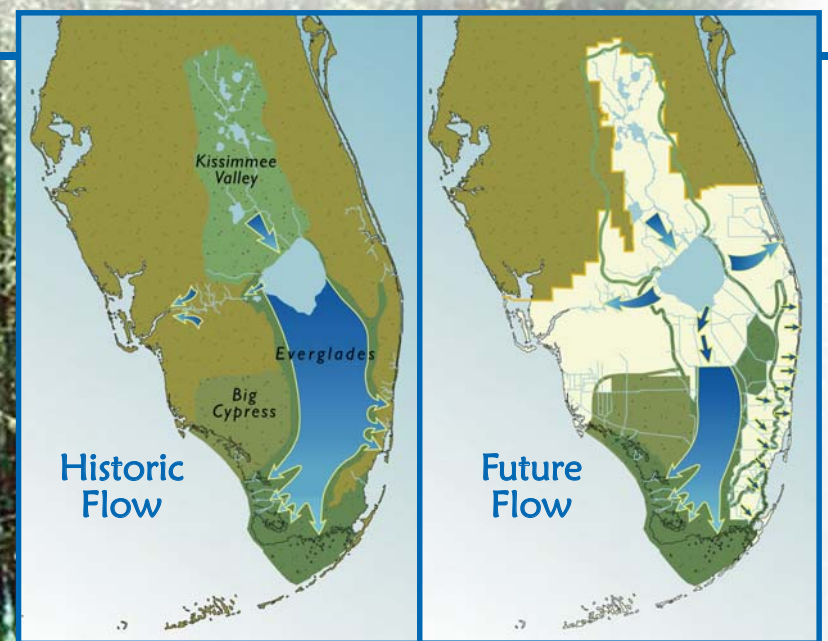 Kissimmee
Valley
Everglades
Big
Cypress
Historic
Flow
Future
Flow